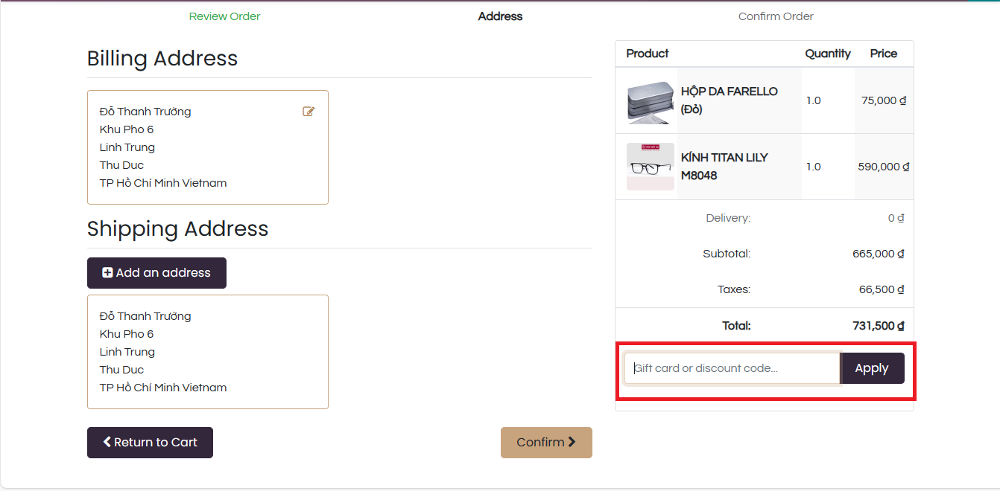 Review Order
Address
Confirm Order
Billing Address
Đỗ Thanh Trường
Khu Pho 6
Linh Trung
Thu Duc
TP Hồ Chí Minh Vietnam
Shipping Address
Add an address
Đỗ Thanh Trường
Khu Pho 6
Linh Trung
Thu Duc
TP Hồ Chí Minh Vietnam
Return to Cart
Confirm
Product Quantity Price
HỘP DA FARELLO
(Đỏ)
1.0
75,000 ₫
KÍNH TITAN LILY
M8048
1.0
590,000 ₫
Delivery: 0 ₫
Subtotal: 665,000 ₫
Taxes: 66,500 ₫
Total: 731,500 ₫
Gift card or discount code...
Apply